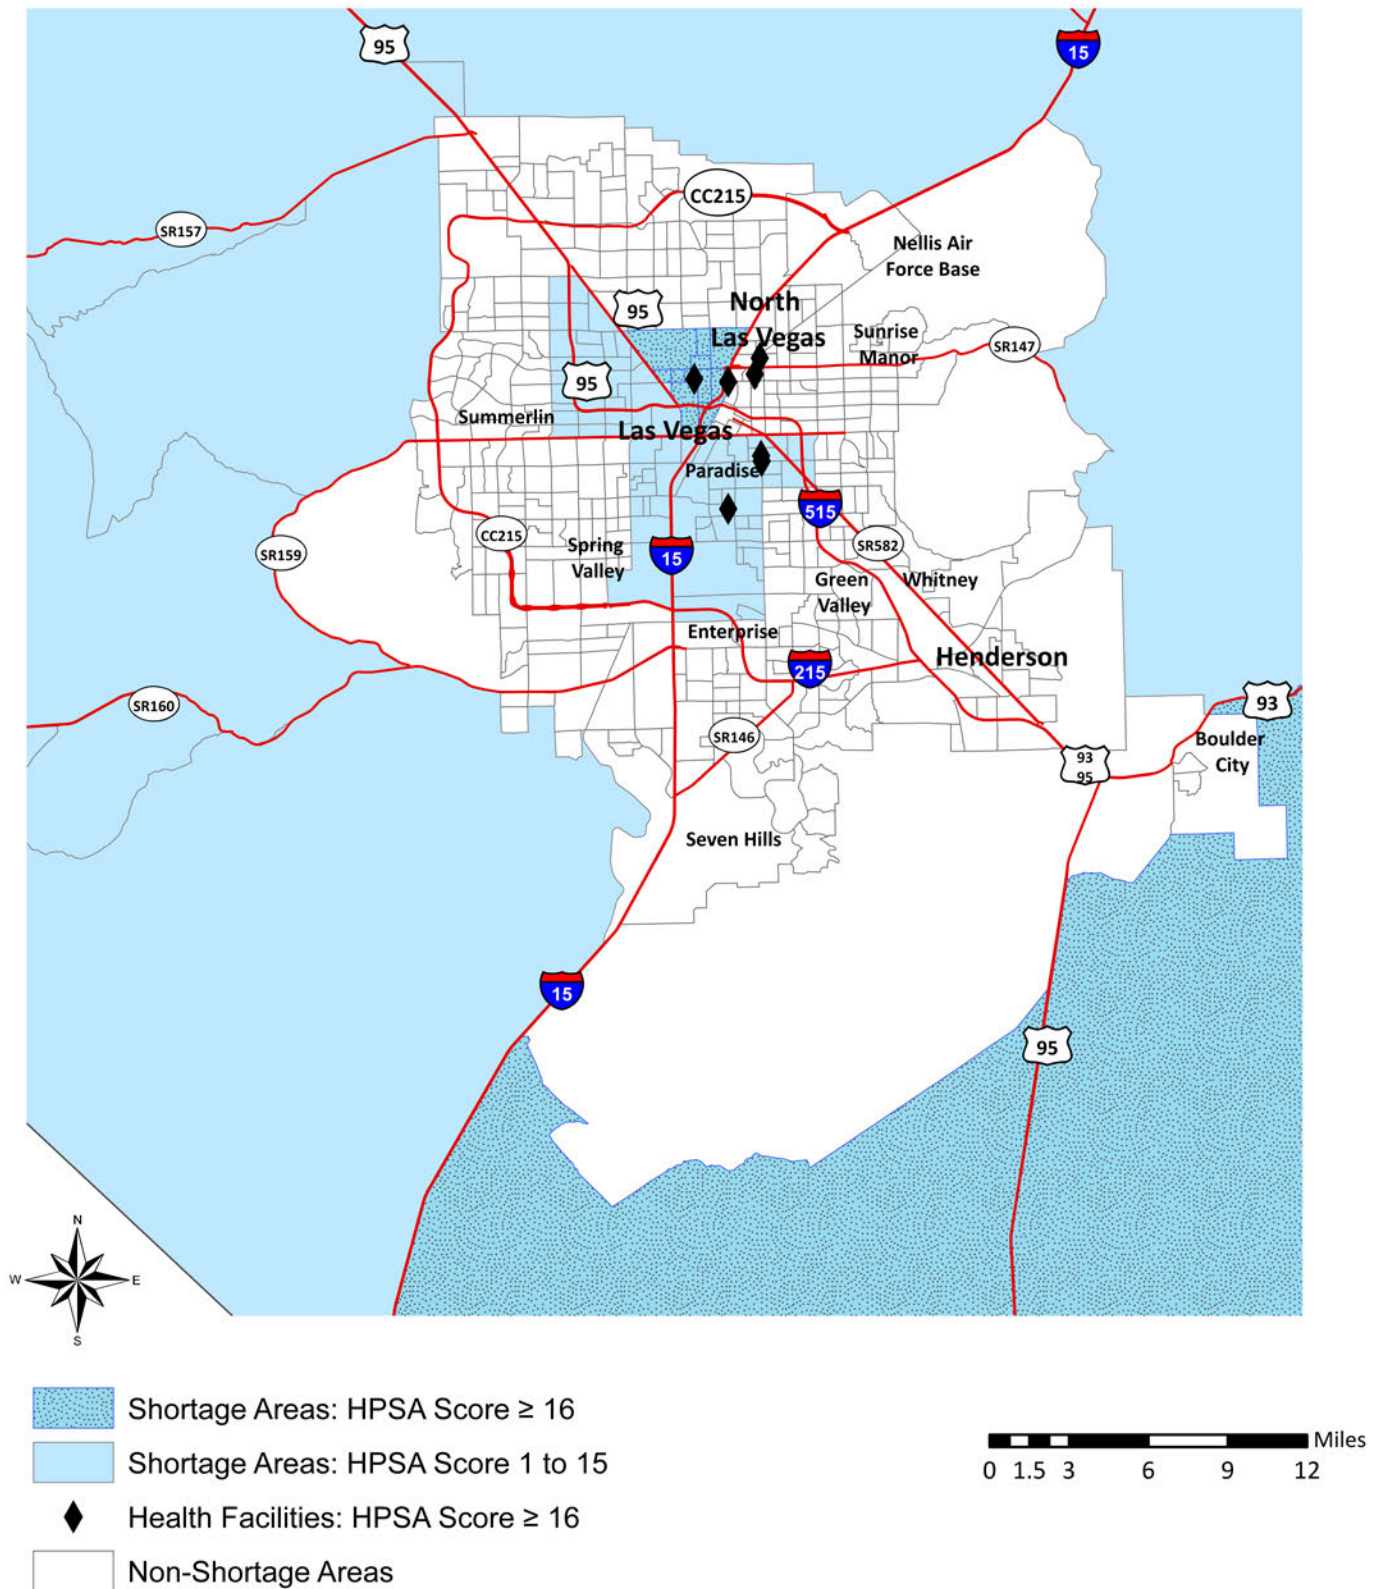 95
15
CC215
SR157
Nellis Air
Force Base
95
North
Las Vegas
Sunrise
Manor
SR147
95
Summerlin
Las Vegas
Paradise
515
CC215
SR582
SR159
15
Spring
Valley
Green
Valley
Whitney
Enterprise
Henderson
215
SR160
93
SR146
Boulder
City
93
95
Seven Hills
15
95
N
W
E
S
Shortage Areas: HPSA Score ≥ 16
Shortage Areas: HPSA Score 1 to 15
Health Facilities: HPSA Score ≥ 16
Non-Shortage Areas
Miles
0 1.5 3 6 9 12